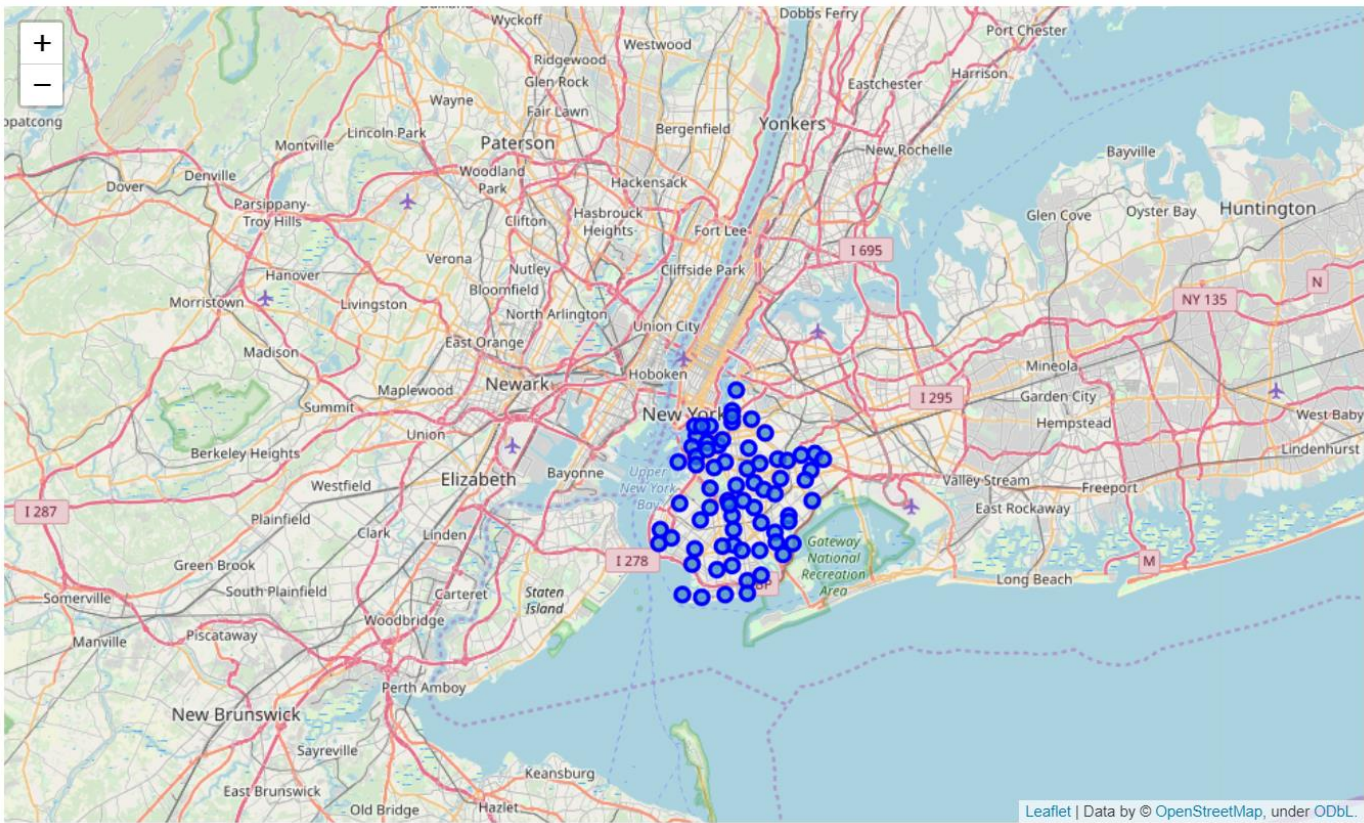 Wyckoff
Dobbs Ferry
Port Chester
+
Westwood
Ridgewood
Harrison
−
Glen Rock
Eastchester
opatcong
Wayne
Fair Lawn
Lincoln Park
Bergenfield
Yonkers
Montville
Paterson
New Rochelle
Bayville
Denville
Woodland
Park
Hackensack
Dover
Parsippany-
Troy Hills
Clifton
Hasbrouck
Heights
Fort Lee
Glen Cove
Oyster Bay
Huntington
I 695
Verona
Nutley
Cliffside Park
Hanover
Bloomfield
N
Morristown
Livingston
North Arlington
Union City
NY 135
East Orange
Madison
Hoboken
Mineola
Maplewood
Newark
I 295
Garden City
Summit
New York
Hempstead
West Baby
Union
Berkeley Heights
Lindenhurst
Elizabeth
Bayonne
Upper
New York
Bay
Valley Stream
Freeport
Westfield
I 287
East Rockaway
Plainfield
Clark
Linden
Gateway
National
Recreation
Area
M
I 278
Green Brook
Long Beach
South Plainfield
Carteret
Staten
Island
Somerville
Woodbridge
Manville
Piscataway
Perth Amboy
New Brunswick
Sayreville
Keansburg
East Brunswick
Old Bridge
Hazlet
Leaflet | Data by © OpenStreetMap, under ODbL.